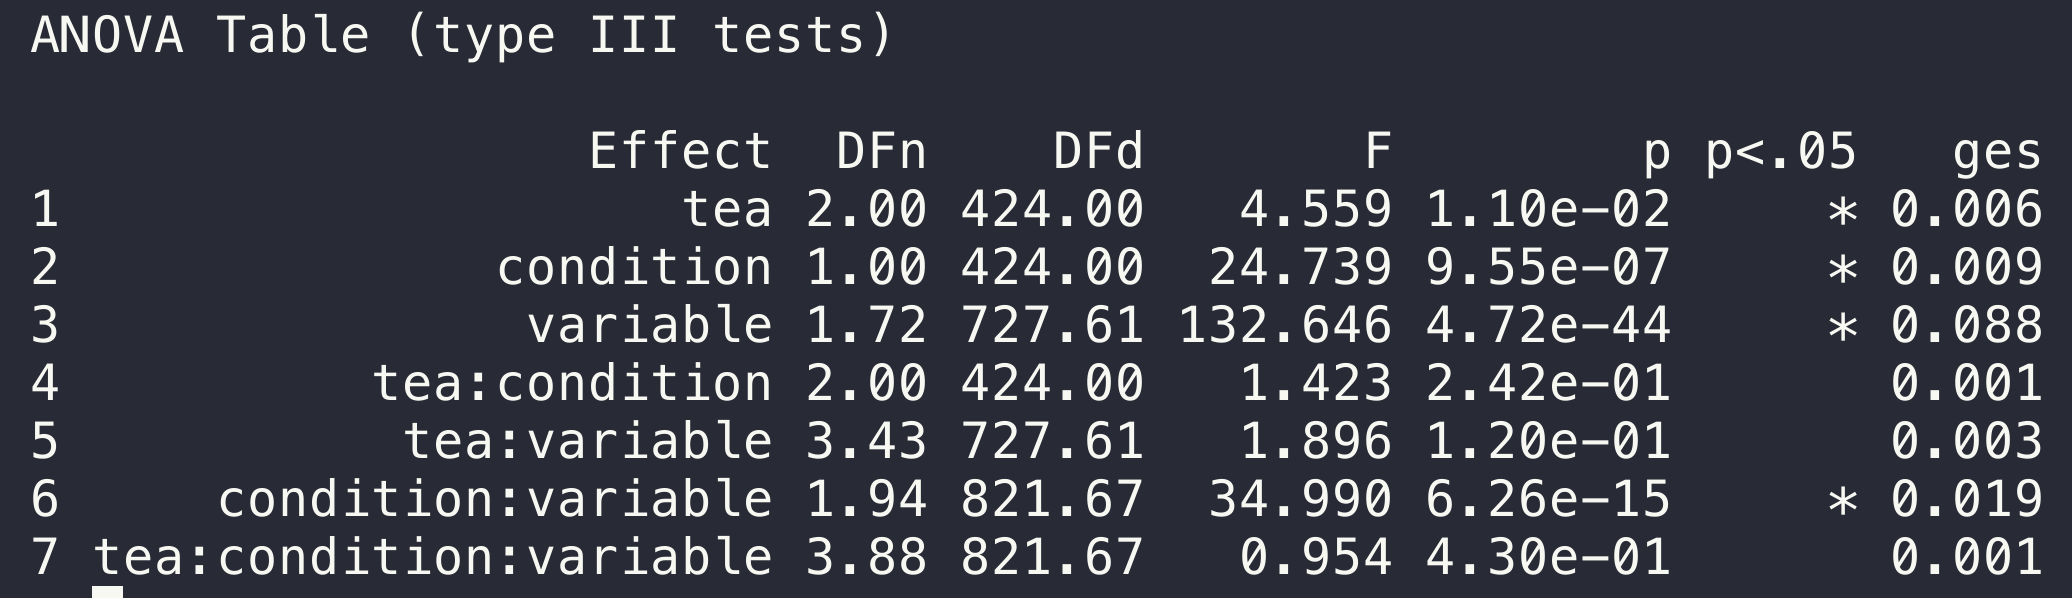 ANOVA Table (type III tests)
Effect DFn DFd F p p<.05 ges
1 tea 2.00 424.00 4.559 1.10e-02 * 0.006
2 condition 1.00 424.00 24.739 9.55e-07 * 0.009
3 variable 1.72 727.61 132.646 4.72e-44 * 0.088
4 tea:condition 2.00 424.00 1.423 2.42e-01 0.001
5 tea:variable 3.43 727.61 1.896 1.20e-01 0.003
6 condition:variable 1.94 821.67 34.990 6.26e-15 * 0.019
7 tea:condition:variable 3.88 821.67 0.954 4.30e-01 0.001